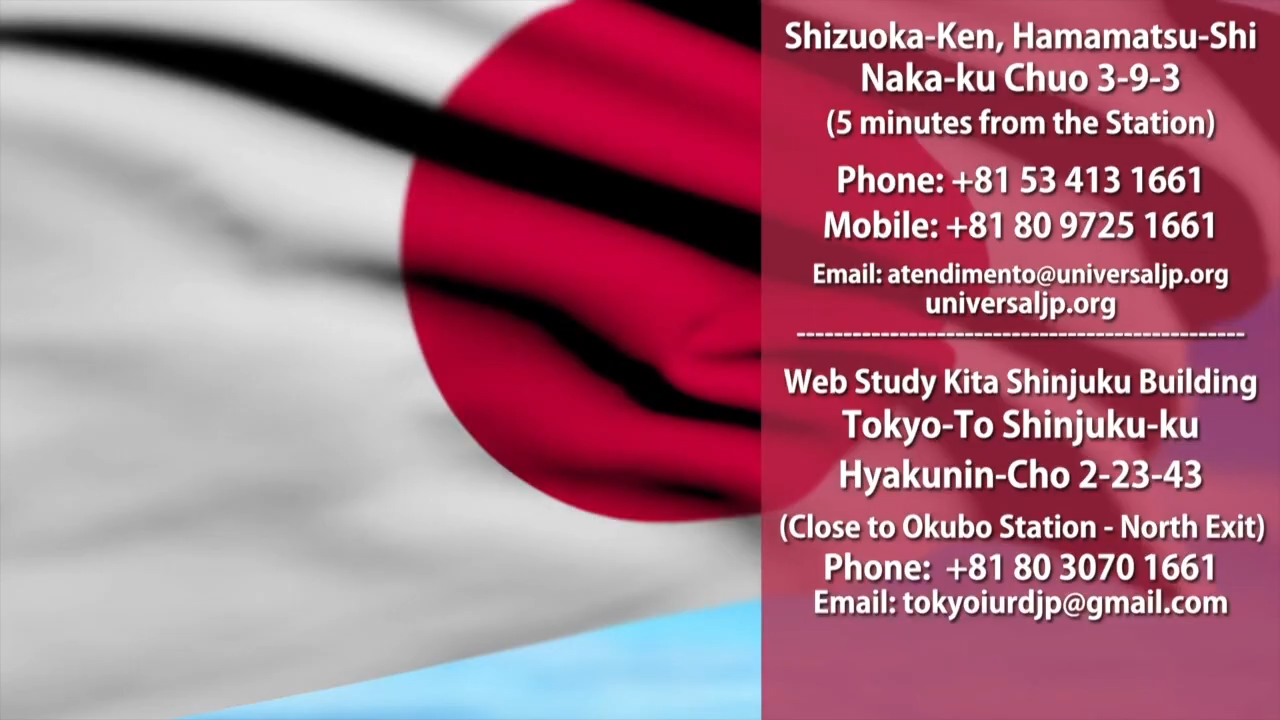 Shizuoka-Ken, Hamamatsu-Shi
Naka-ku Chuo 3-9-3
(5 minutes from the Station)
Phone: +81 53 413 1661
Mobile: +81 80 9725 1661
Email: atendimento@universaljp.org
universaljp.org
------------------------------------------------
Web Study Kita Shinjuku Building
Tokyo-To Shinjuku-ku
Hyakunin-Cho 2-23-43
(Close to Okubo Station - North Exit)
Phone:  +81 80 3070 1661
Email: tokyoiurdjp@gmail.com